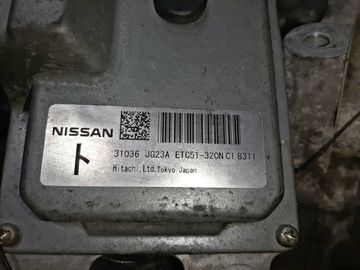 NISSAN
ト
31036 JG23A ETC51-320N C1 8311
Hitachi,Ltd.Tokyo Japan